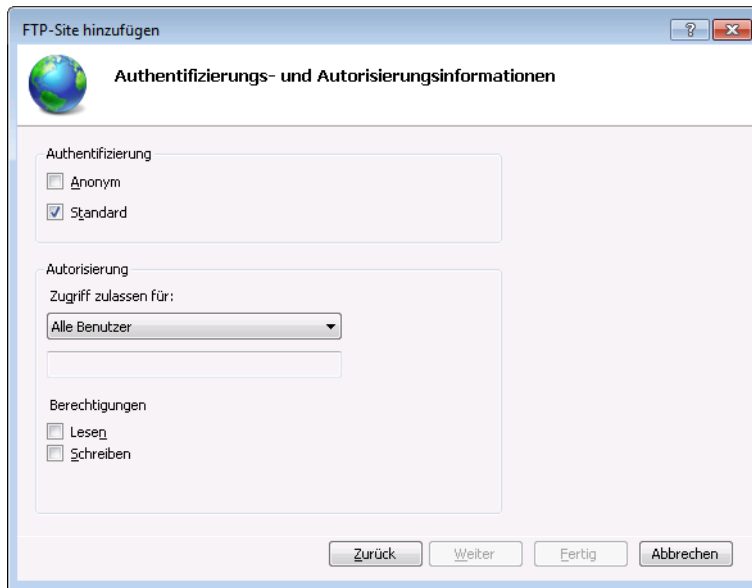 FTP-Site hinzufügen
Authentifizierungs- und Autorisierungsinformationen
Authentifizierung
Anonym
Standard
Autorisierung
Zugriff zulassen für:
Alle Benutzer
Berechtigungen
Lesen
Schreiben
Zurück Weiter Fertig Abbrechen